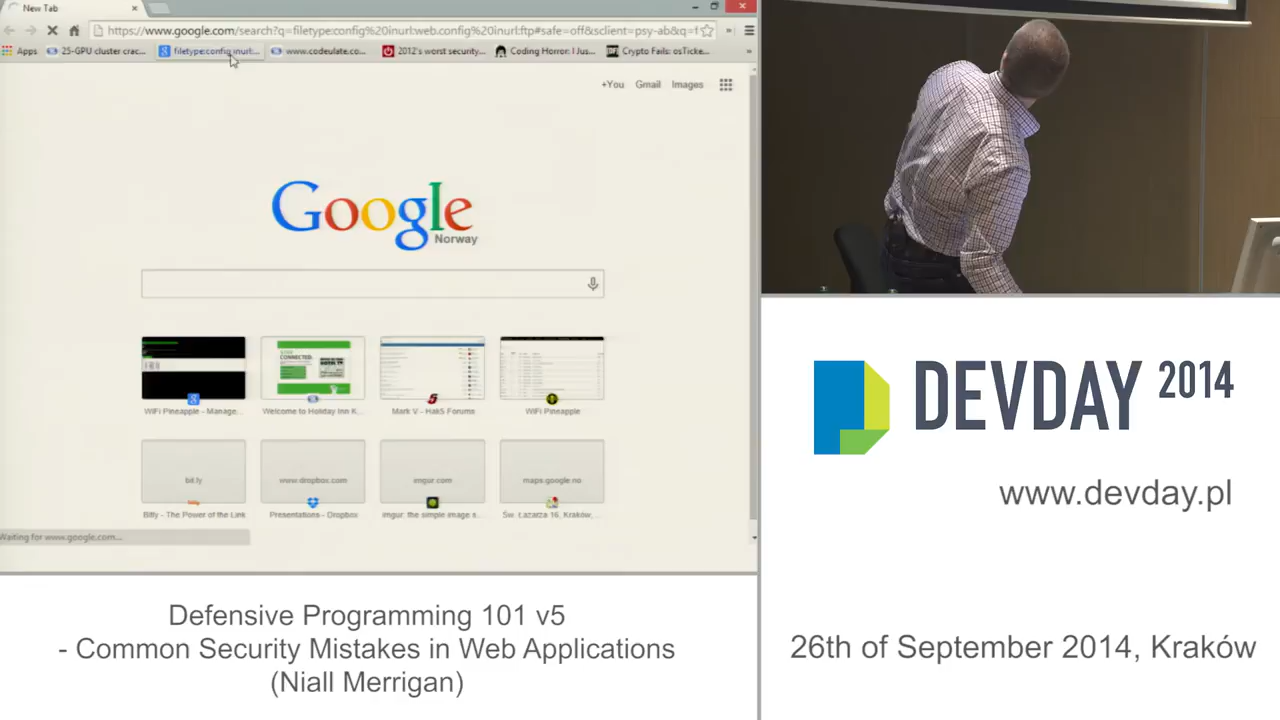 New Tab
https://www.google.com/search?q=filetype:config%20inurl:web.config%20inurl:ftp#safe=off&sclient=psy-ab&q=f
Apps 25-GPU cluster crac... filetype:config inurl:... www.codeulate.co... 2012's worst security... Coding Horror: I Jus... Crypto Fails: osTicke... »
+You Gmail Images
Google
Norway
WiFi Pineapple - Manage... Welcome to Holiday Inn K... Mark V - Hak5 Forums WiFi Pineapple
bit.ly www.dropbox.com imgur.com maps.google.no
Bitly - The Power of the Link Presentations - Dropbox imgur: the simple image s... Św. Łazarza 16, Kraków,...
Waiting for www.google.com...
DEVDAY 2014
www.devday.pl
Defensive Programming 101 v5
- Common Security Mistakes in Web Applications
(Niall Merrigan)
26th of September 2014, Kraków